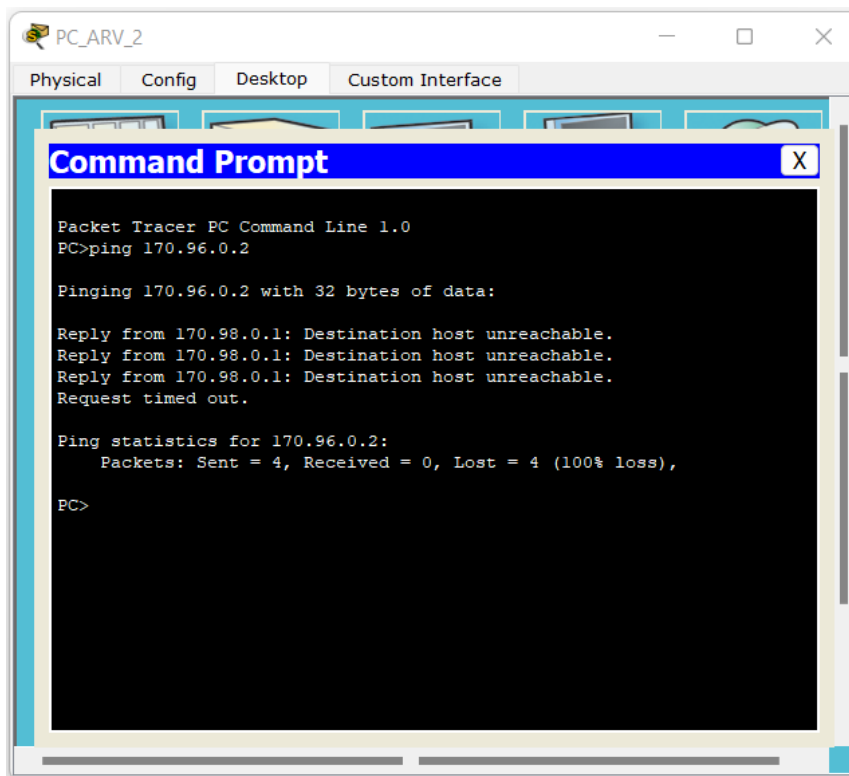 PC_ARV_2
Physical Config Desktop Custom Interface
Command Prompt
X
Packet Tracer PC Command Line 1.0
PC>ping 170.96.0.2
Pinging 170.96.0.2 with 32 bytes of data:
Reply from 170.98.0.1: Destination host unreachable.
Reply from 170.98.0.1: Destination host unreachable.
Reply from 170.98.0.1: Destination host unreachable.
Request timed out.
Ping statistics for 170.96.0.2:
Packets: Sent = 4, Received = 0, Lost = 4 (100% loss),
PC>